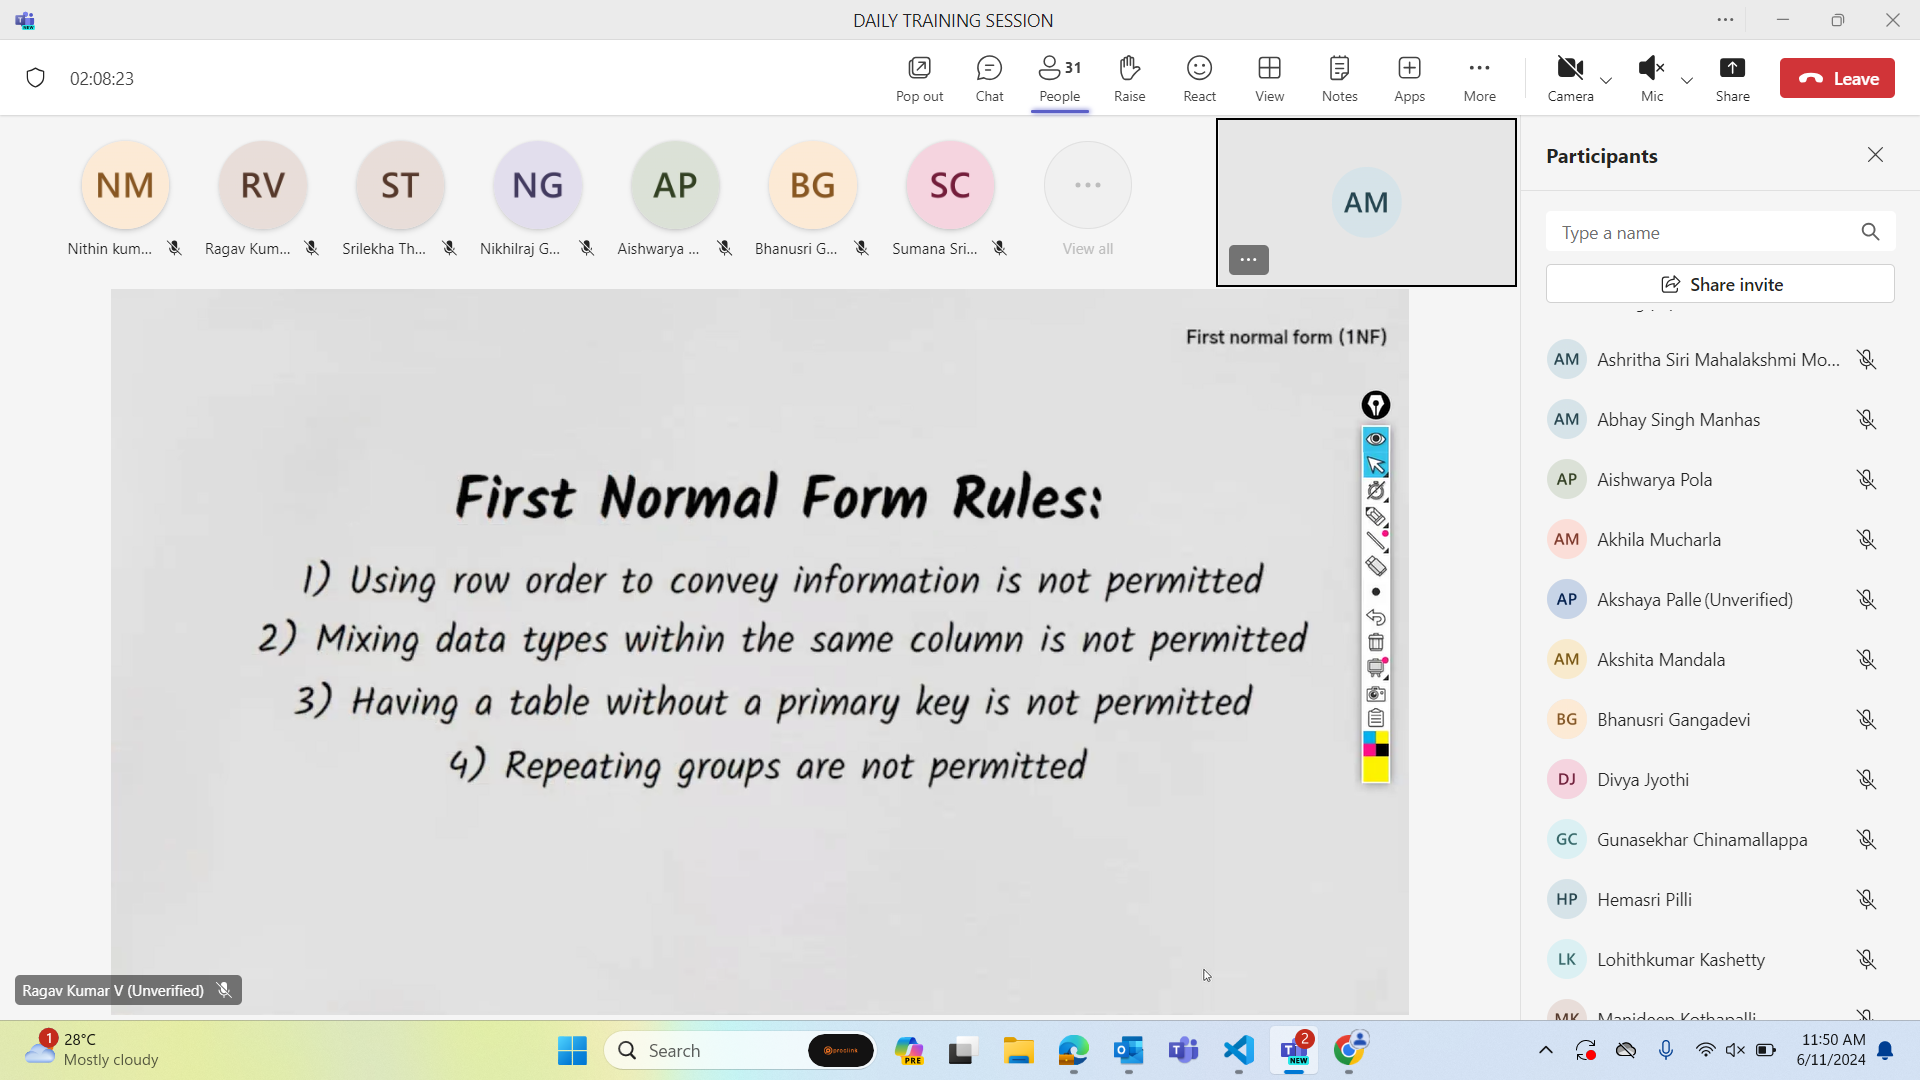 DAILY TRAINING SESSION
02:08:23
Pop out
Chat
31
People
Raise
React
View
Notes
Apps
More
Camera
Mic
Share
Leave
NM
RV
ST
NG
AP
BG
SC
Nithin kum...
Ragav Kum...
Srilekha Th...
Nikhilraj G...
Aishwarya ...
Bhanusri G...
Sumana Sri...
View all
AM
Participants
Type a name
Share invite
AM Ashritha Siri Mahalakshmi Mo...
AM Abhay Singh Manhas
AP Aishwarya Pola
AM Akhila Mucharla
AP Akshaya Palle (Unverified)
AM Akshita Mandala
BG Bhanusri Gangadevi
DJ Divya Jyothi
GC Gunasekhar Chinamallappa
HP Hemasri Pilli
LK Lohithkumar Kashetty
MK Manideep Kothapalli
First normal form (1NF)
First Normal Form Rules:
1) Using row order to convey information is not permitted
2) Mixing data types within the same column is not permitted
3) Having a table without a primary key is not permitted
4) Repeating groups are not permitted
Ragav Kumar V (Unverified)
1
28°C
Mostly cloudy
Search
proclink
PRE
NEW
2
11:50 AM
6/11/2024